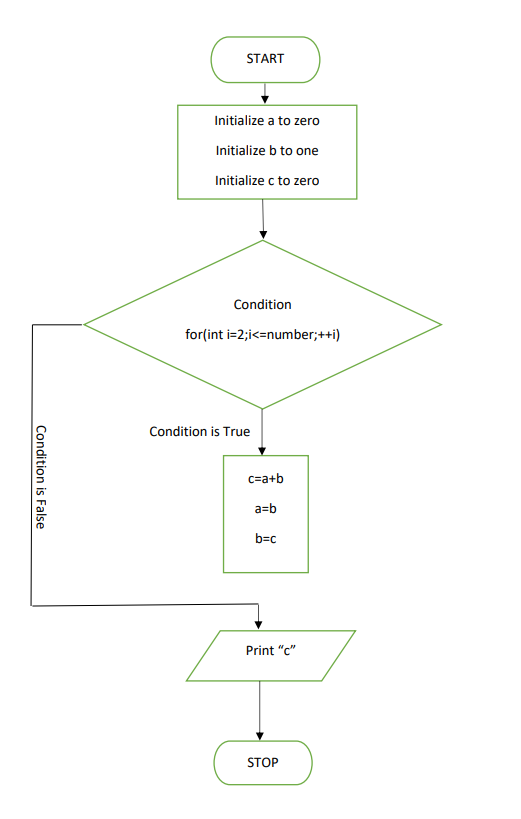 START
Initialize a to zero
Initialize b to one
Initialize c to zero
Condition
for(int i=2;i<=number;++i)
Condition is True
Condition is False
c=a+b
a=b
b=c
Print “c”
STOP